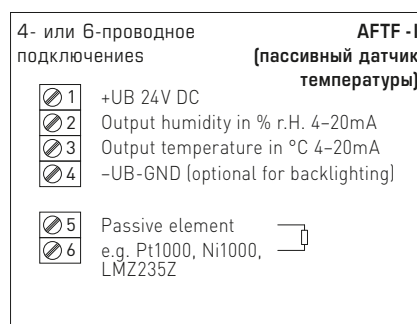 4- или 6-проводное
подключениеs
AFTF - I
(пассивный датчик
температуры)
1 +UB 24V DC
2 Output humidity in % r.H. 4–20mA
3 Output temperature in °C 4–20mA
4 –UB-GND (optional for backlighting)
5 Passive element
6 e.g. Pt1000, Ni1000,
LMZ235Z